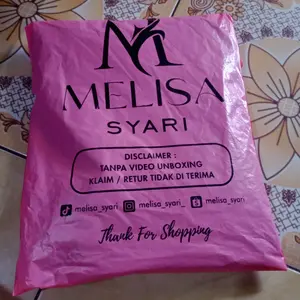 MELISA
SYARI
DISCLAIMER :
TANPA VIDEO UNBOXING
KLAIM / RETUR TIDAK DI TERIMA
melisa_syari melisa_syari_ melisa_syari
Thank For Shopping